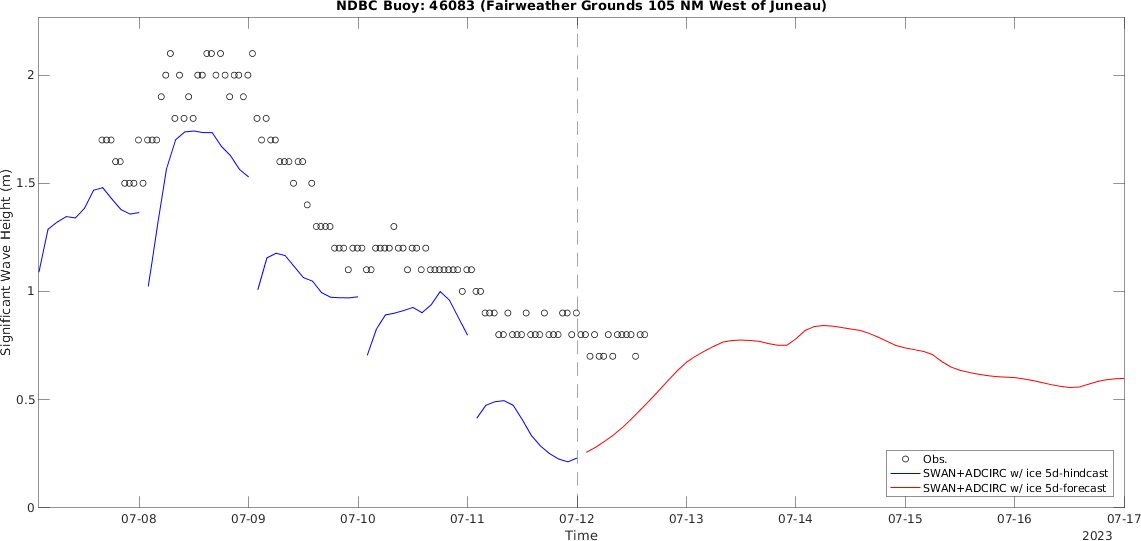 NDBC Buoy: 46083 (Fairweather Grounds 105 NM West of Juneau)
Significant Wave Height (m)
2
1.5
1
0.5
0
Obs.
SWAN+ADCIRC w/ ice 5d-hindcast
SWAN+ADCIRC w/ ice 5d-forecast
07-08 07-09 07-10 07-11 07-12 07-13 07-14 07-15 07-16 07-17
Time
2023